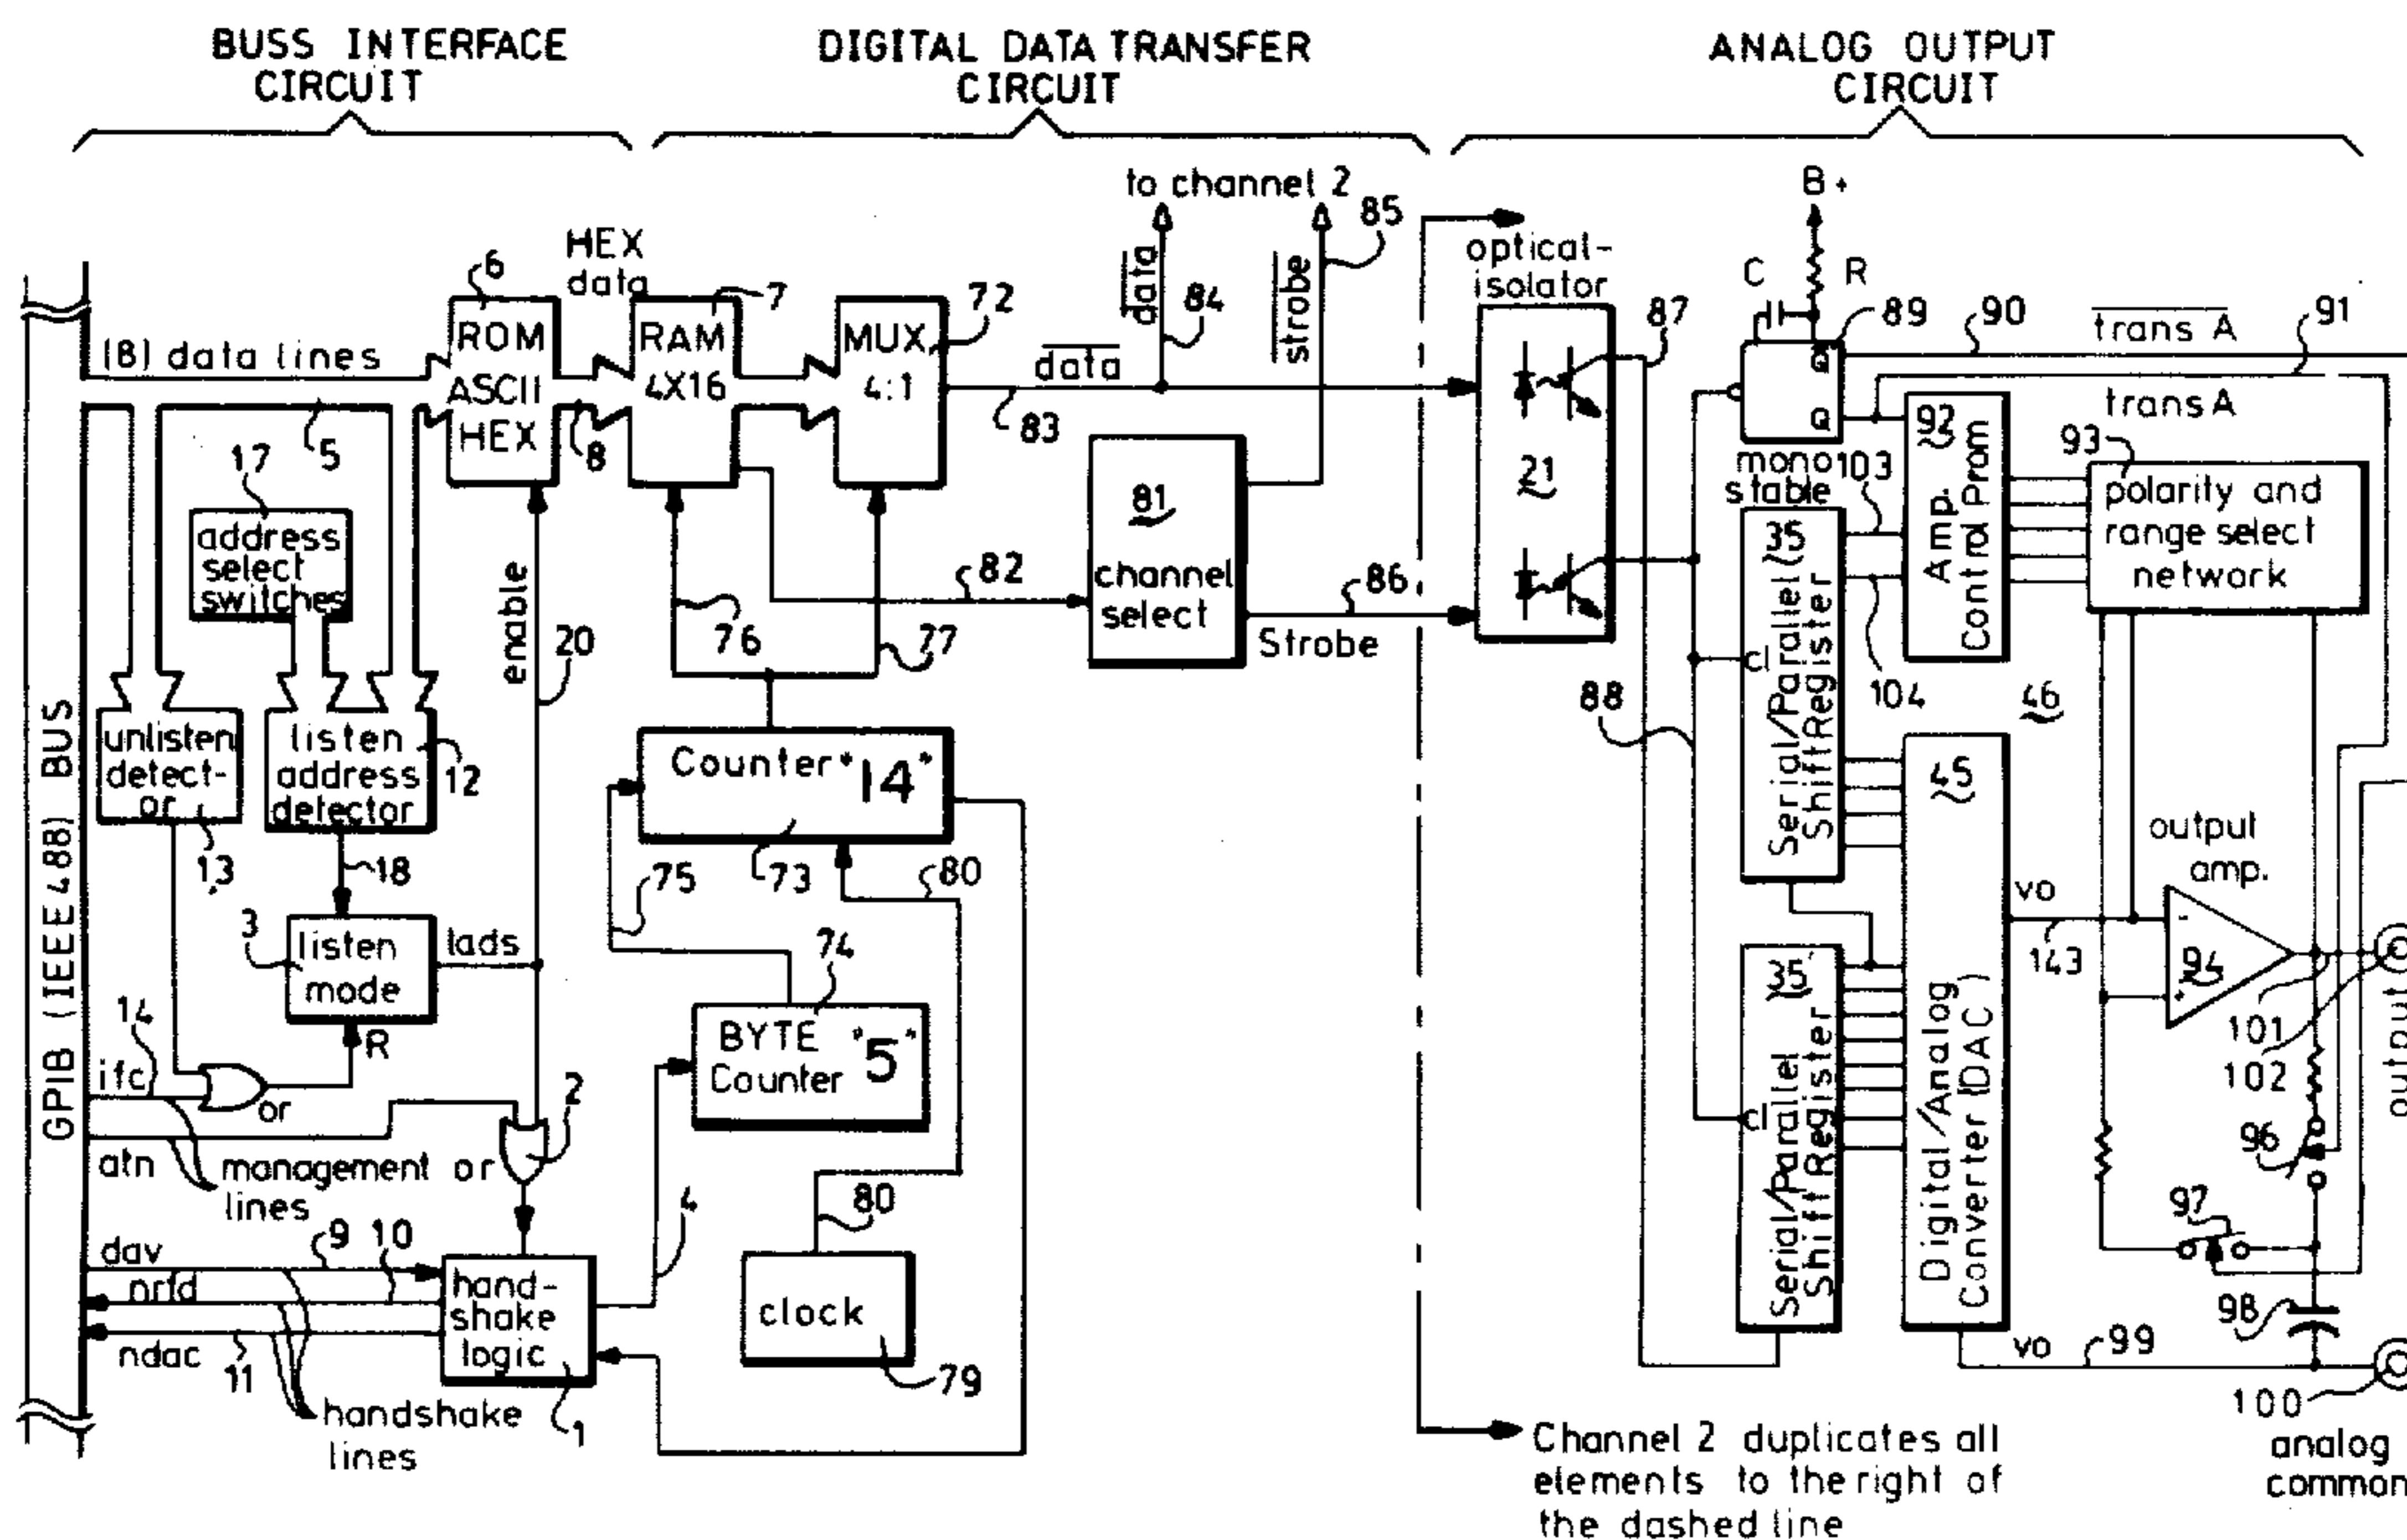 BUSS INTERFACE
CIRCUIT
DIGITAL DATA TRANSFER
CIRCUIT
ANALOG OUTPUT
CIRCUIT
GPIB (IEEE 488) BUS
(8) data lines
5
6
ROM
ASCII
HEX
8
HEX
data
7
RAM
4X16
72
MUX
4:1
data
83
84
data
to channel 2
85
strobe
17
address
select
switches
unlisten
detect-
or
13
listen
address
detector
12
18
3
listen
mode
lads
R
enable
20
14
ifc
or
atn
management
lines
or
2
dav
9
10
nrfd
ndac
11
handshake
lines
hand-
shake
logic
1
4
76
77
82
81
channel
select
86
Strobe
Counter "14"
73
75
80
74
BYTE
Counter
"5"
80
clock
79
optical-
isolator
21
87
88
B+
C
R
89
Q
Q
mono
stable
90
trans A
91
trans A
92
Amp.
Control Prom
93
polarity and
range select
network
103
104
35
cl
Serial/Parallel
Shift Register
46
45
Digital/Analog
Converter (DAC)
35'
cl
Serial/Parallel
Shift Register
vo
143
output
amp.
-
+
94
101
102
output
96
97
98
vo
99
100
analog
common
Channel 2 duplicates all
elements to the right of
the dashed line